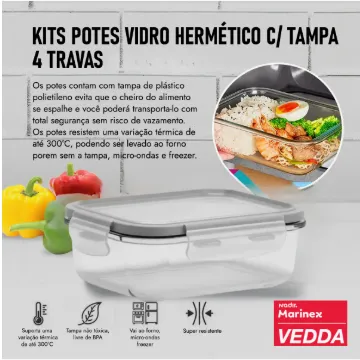 KITS POTES VIDRO HERMÉTICO C/ TAMPA
4 TRAVAS
Os potes contam com tampa de plástico
polietileno evita que o cheiro do alimento
se espalhe e você poderá transporta-lo com
total segurança sem risco de vazamento.
Os potes resistem uma variação térmica de
até 300°C, podendo ser levado ao forno
porem sem a tampa, micro-ondas e freezer.
Suporta uma
variação térmica
de até 300°C
Tampa não tóxica,
livre de BPA
Vai ao forno,
micro-ondas
freezer
Super resistente
nadir.
Marinex
VEDDA